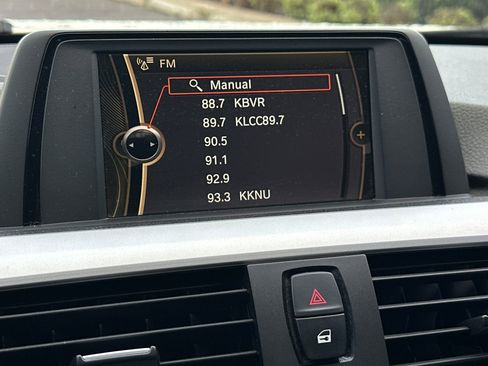 FM
Manual
88.7 KBVR
89.7 KLCC89.7
90.5
91.1
92.9
93.3 KKNU